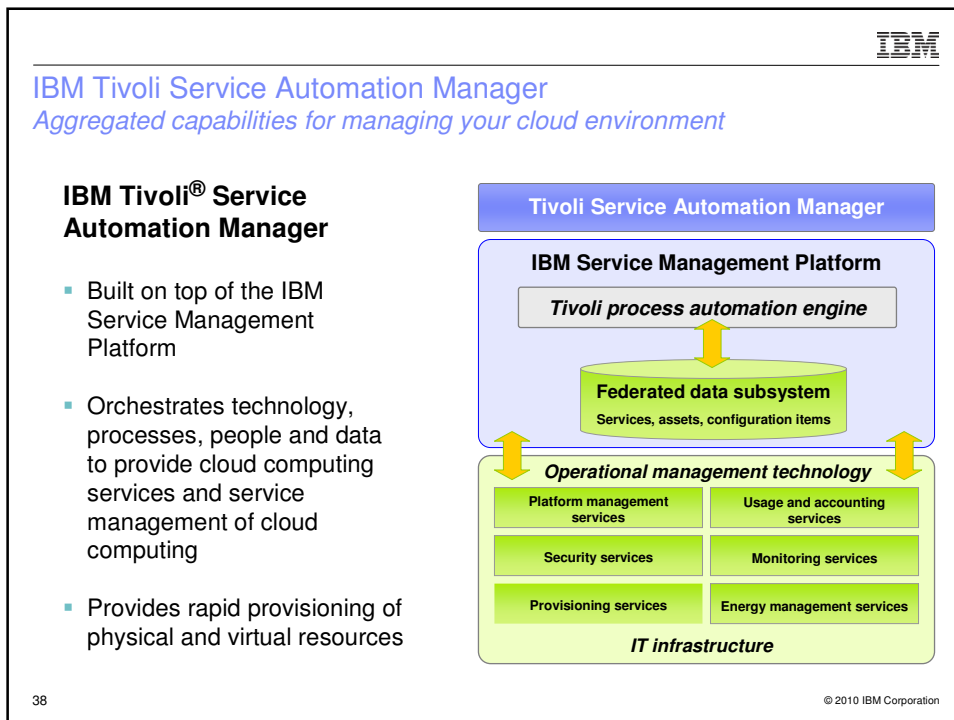 IBM
IBM Tivoli Service Automation Manager
Aggregated capabilities for managing your cloud environment
IBM Tivoli® Service
Automation Manager
▪ Built on top of the IBM
Service Management
Platform
▪ Orchestrates technology,
processes, people and data
to provide cloud computing
services and service
management of cloud
computing
▪ Provides rapid provisioning of
physical and virtual resources
Tivoli Service Automation Manager
IBM Service Management Platform
Tivoli process automation engine
Federated data subsystem
Services, assets, configuration items
Operational management technology
Platform management
services
Usage and accounting
services
Security services
Monitoring services
Provisioning services
Energy management services
IT infrastructure
38
© 2010 IBM Corporation